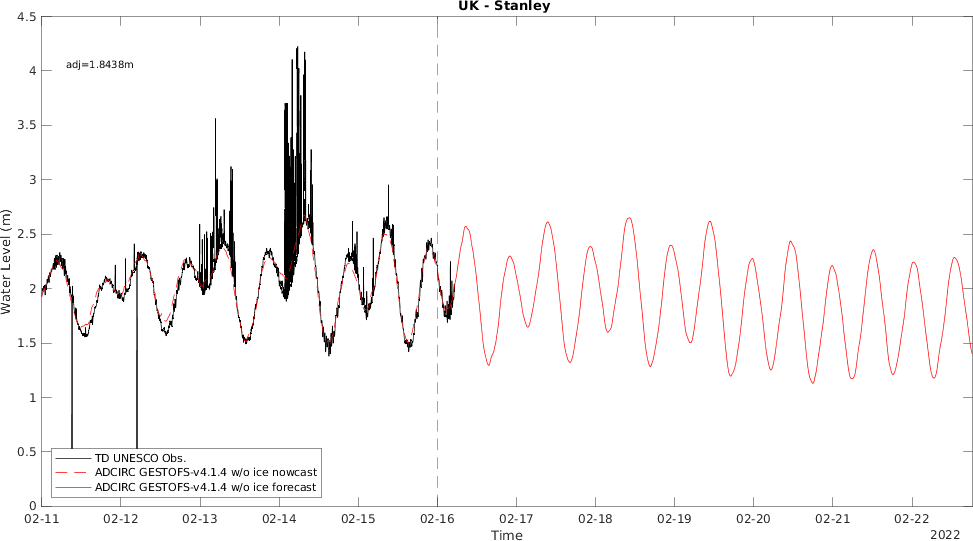 UK - Stanley
4.5
4
3.5
3
2.5
2
1.5
1
0.5
0
Water Level (m)
adj=1.8438m
TD UNESCO Obs.
ADCIRC GESTOFS-v4.1.4 w/o ice nowcast
ADCIRC GESTOFS-v4.1.4 w/o ice forecast
02-11 02-12 02-13 02-14 02-15 02-16 02-17 02-18 02-19 02-20 02-21 02-22
Time
2022